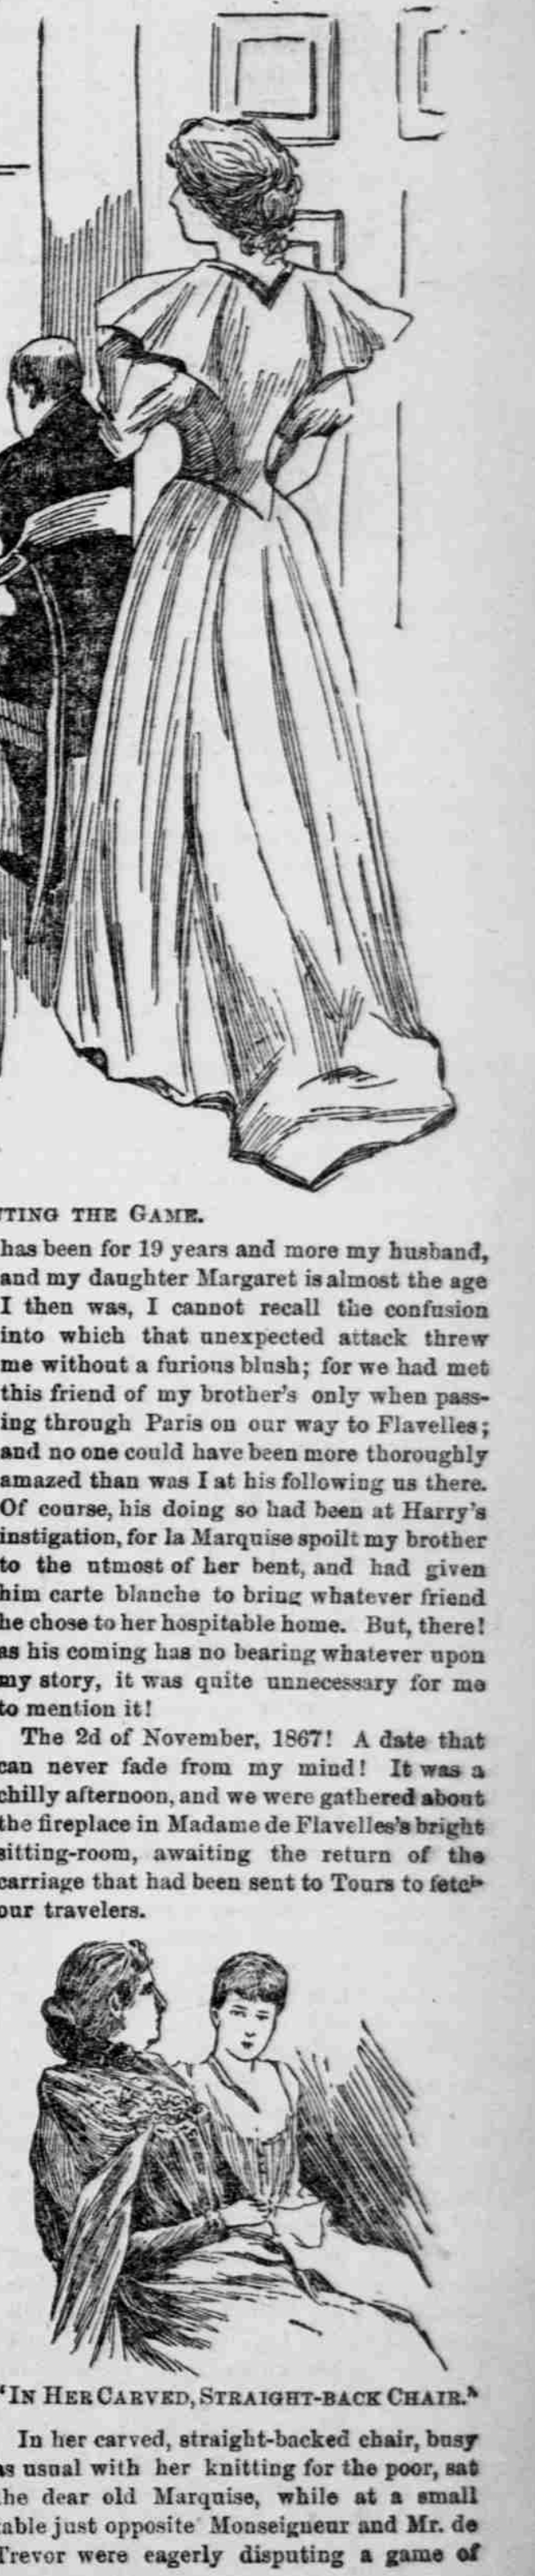 TING THE GAME.
has been for 19 years and more my husband,
and my daughter Margaret is almost the age
I then was, I cannot recall the confusion
into which that unexpected attack threw
me without a furious blush; for we had met
this friend of my brother's only when pass-
ing through Paris on our way to Flavelles;
and no one could have been more thoroughly
amazed than was I at his following us there.
Of course, his doing so had been at Harry's
instigation, for la Marquise spoilt my brother
to the utmost of her bent, and had given
him carte blanche to bring whatever friend
he chose to her hospitable home. But, there!
as his coming has no bearing whatever upon
my story, it was quite unnecessary for me
to mention it!
The 2d of November, 1867! A date that
can never fade from my mind! It was a
chilly afternoon, and we were gathered about
the fireplace in Madame de Flavelles's bright
sitting-room, awaiting the return of the
carriage that had been sent to Tours to fetch
our travelers.
"IN HER CARVED, STRAIGHT-BACK CHAIR."
In her carved, straight-backed chair, busy
as usual with her knitting for the poor, sat
the dear old Marquise, while at a small
table just opposite Monseigneur and Mr. de
Trevor were eagerly disputing a game of